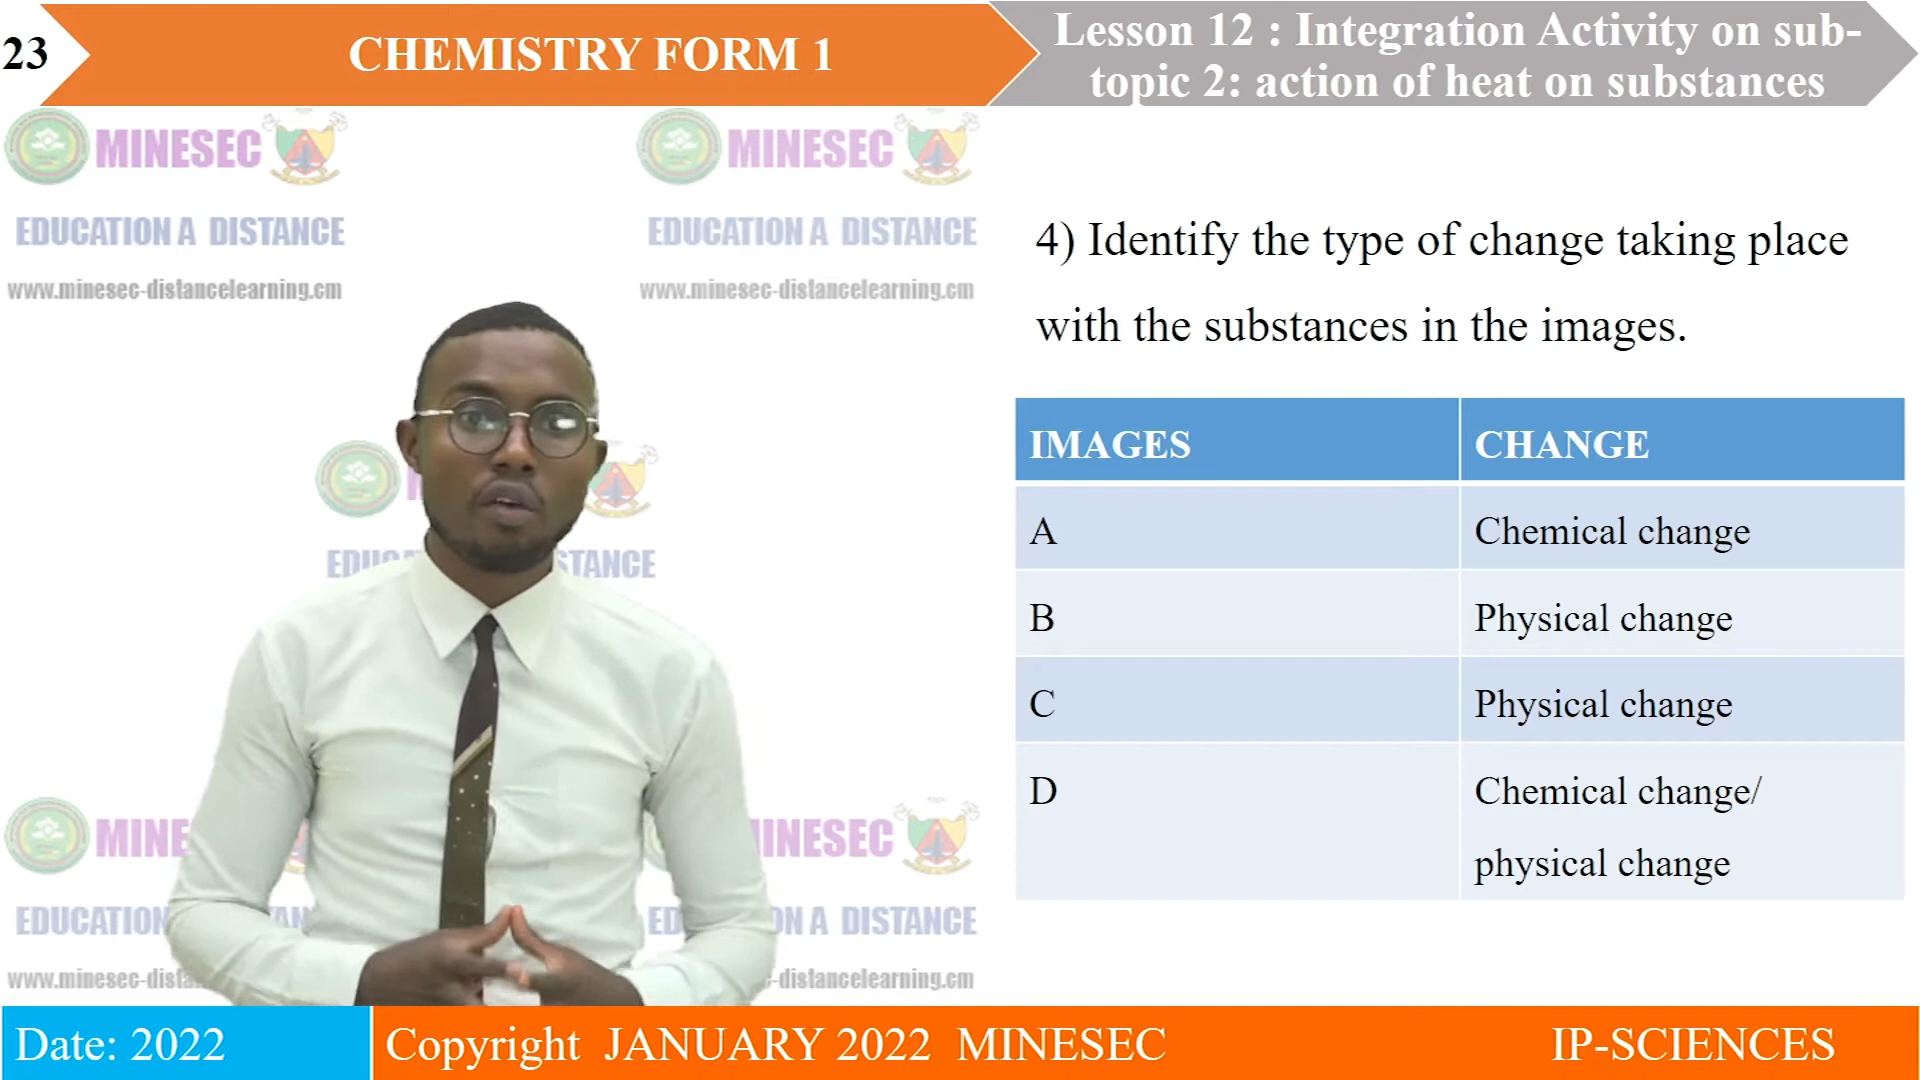 23
CHEMISTRY FORM 1
Lesson 12 : Integration Activity on sub-
topic 2: action of heat on substances
MINESEC
EDUCATION A DISTANCE
www.minesec-distancelearning.cm
MINESEC
EDUCATION A DISTANCE
www.minesec-distancelearning.cm
4) Identify the type of change taking place
with the substances in the images.
IMAGES CHANGE
A Chemical change
B Physical change
C Physical change
D Chemical change/
physical change
Date: 2022
Copyright JANUARY 2022 MINESEC
IP-SCIENCES